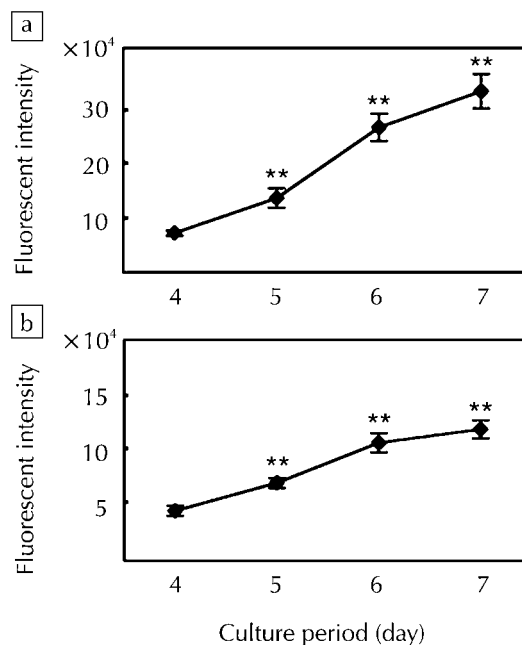 a
×10⁴
Fluorescent intensity
30
20
10
** ** **
4 5 6 7
b
×10⁴
Fluorescent intensity
15
10
5
** ** **
4 5 6 7
Culture period (day)